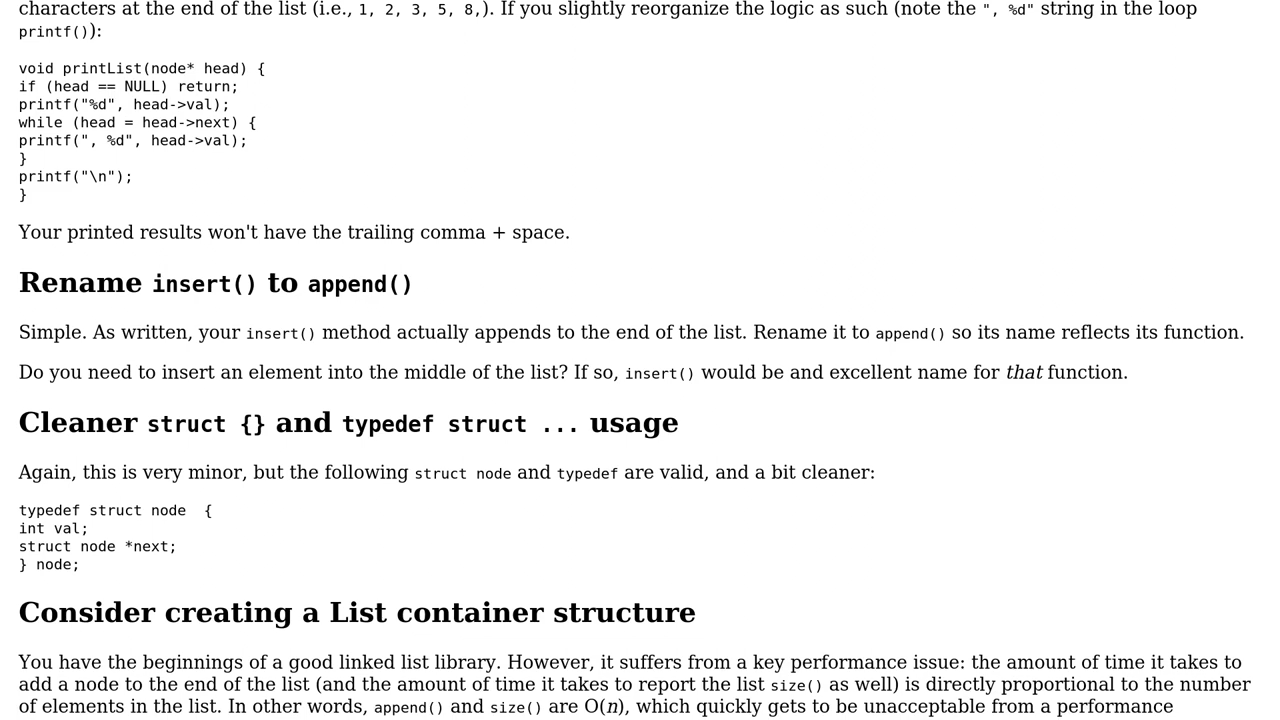 characters at the end of the list (i.e., 1, 2, 3, 5, 8,). If you slightly reorganize the logic as such (note the ", %d" string in the loop
printf()):
void printList(node* head) {
if (head == NULL) return;
printf("%d", head->val);
while (head = head->next) {
printf(", %d", head->val);
}
printf("\n");
}
Your printed results won't have the trailing comma + space.
Rename insert() to append()
Simple. As written, your insert() method actually appends to the end of the list. Rename it to append() so its name reflects its function.
Do you need to insert an element into the middle of the list? If so, insert() would be and excellent name for that function.
Cleaner struct {} and typedef struct ... usage
Again, this is very minor, but the following struct node and typedef are valid, and a bit cleaner:
typedef struct node  {
int val;
struct node *next;
} node;
Consider creating a List container structure
You have the beginnings of a good linked list library. However, it suffers from a key performance issue: the amount of time it takes to
add a node to the end of the list (and the amount of time it takes to report the list size() as well) is directly proportional to the number
of elements in the list. In other words, append() and size() are O(n), which quickly gets to be unacceptable from a performance